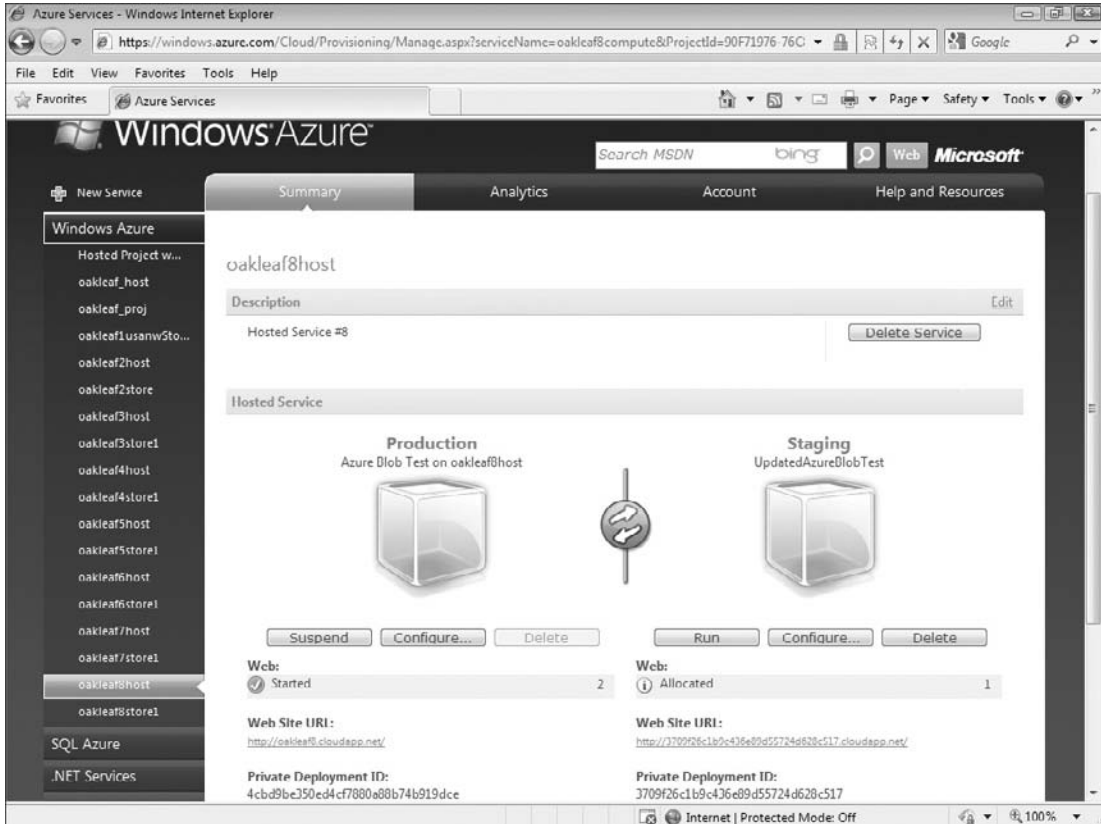 Azure Services - Windows Internet Explorer
https://windows.azure.com/Cloud/Provisioning/Manage.aspx?serviceName=oakleaf8compute&ProjectId=90F71976-76C
Google
File Edit View Favorites Tools Help
Favorites Azure Services Page Safety Tools
Windows Azure
Search MSDN bing Web Microsoft
New Service Summary Analytics Account Help and Resources
Windows Azure
Hosted Project w...
oakleaf_host
oakleaf_proj
oakleaf1usanwSto...
oakleaf2host
oakleaf2store
oakleaf3host
oakleaf3store1
oakleaf4host
oakleaf4store1
oakleaf5host
oakleaf5store1
oakleaf6host
oakleaf6store1
oakleaf7host
oakleaf7store1
oakleaf8host
oakleaf8store1
SQL Azure
.NET Services
oakleaf8host
Description Edit
Hosted Service #8 Delete Service
Hosted Service
Production
Azure Blob Test on oakleaf8host
Suspend Configure... Delete
Web:
Started 2
Web Site URL:
http://oakleaf8.cloudapp.net/
Private Deployment ID:
4cbd9be350ed4cf7880a88b74b919dce
Staging
UpdatedAzureBlobTest
Run Configure... Delete
Web:
Allocated 1
Web Site URL:
http://3709f26c1b9c436e89d55724d628c517.cloudapp.net/
Private Deployment ID:
3709f26c1b9c436e89d55724d628c517
Internet | Protected Mode: Off 100%